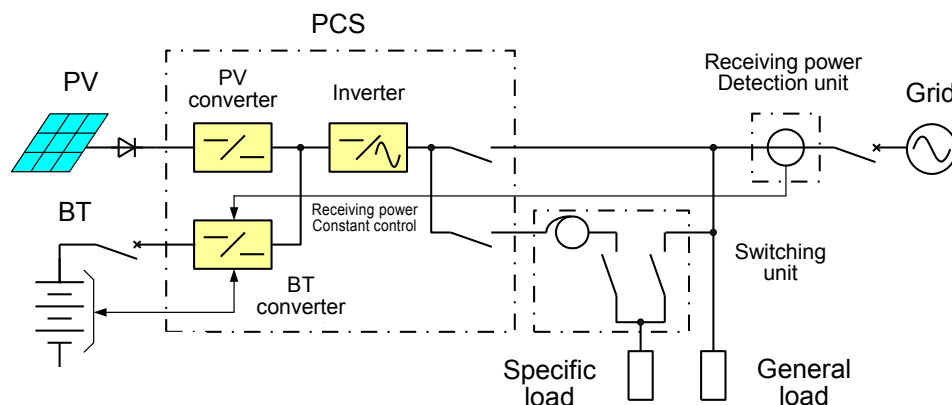 PCS
PV
PV
converter
Inverter
Receiving power
Detection unit
Grid
BT
Receiving power
Constant control
BT
converter
Switching
unit
Specific
load
General
load